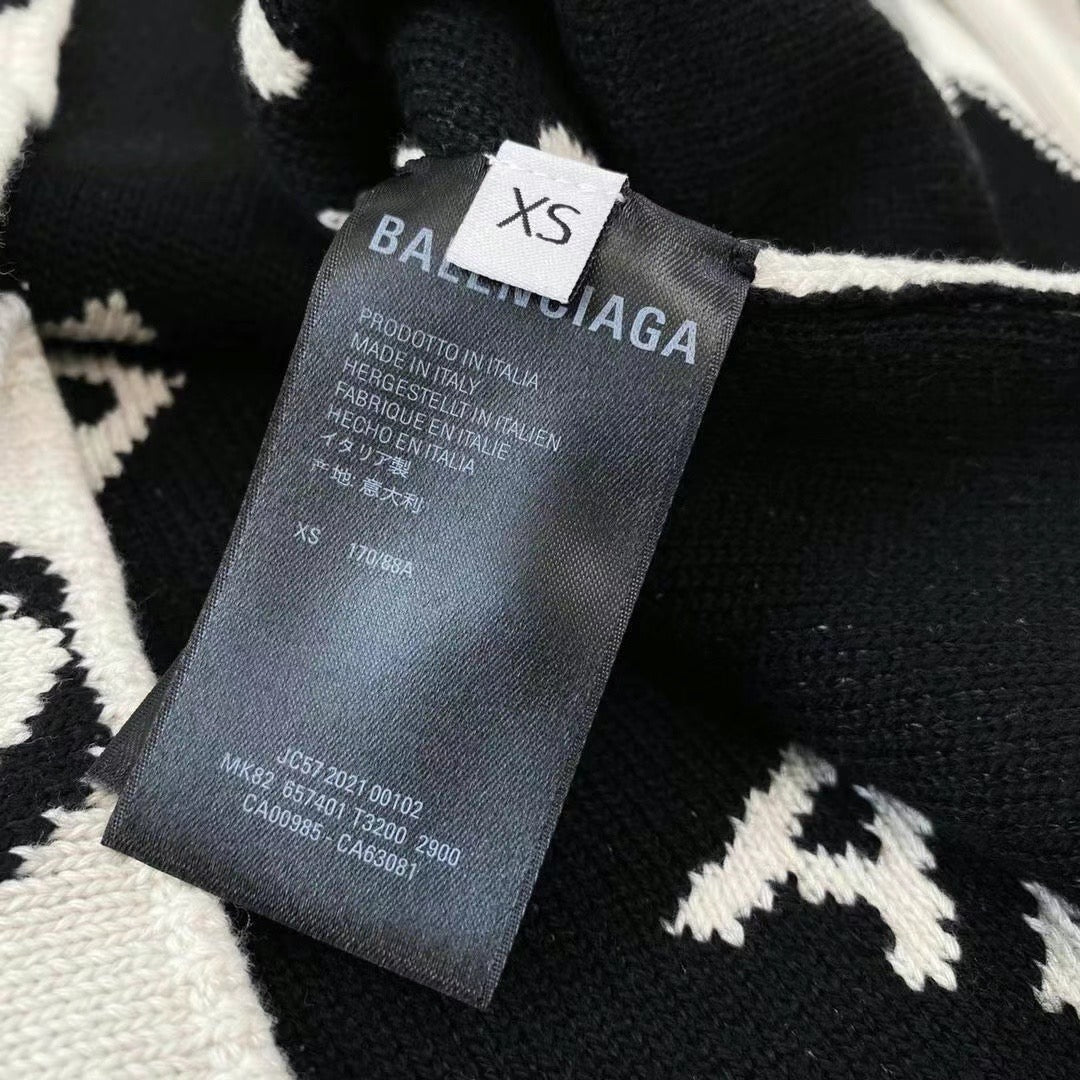 XS
BALENCIAGA
PRODOTTO IN ITALIA
MADE IN ITALY
HERGESTELLT IN ITALIEN
FABRIQUE EN ITALIE
HECHO EN ITALIA
イタリア製
产地: 意大利
XS 170/88A
JC57 2021 00102
MK82 657401 T3200 2900
CA00985-CA63081
A